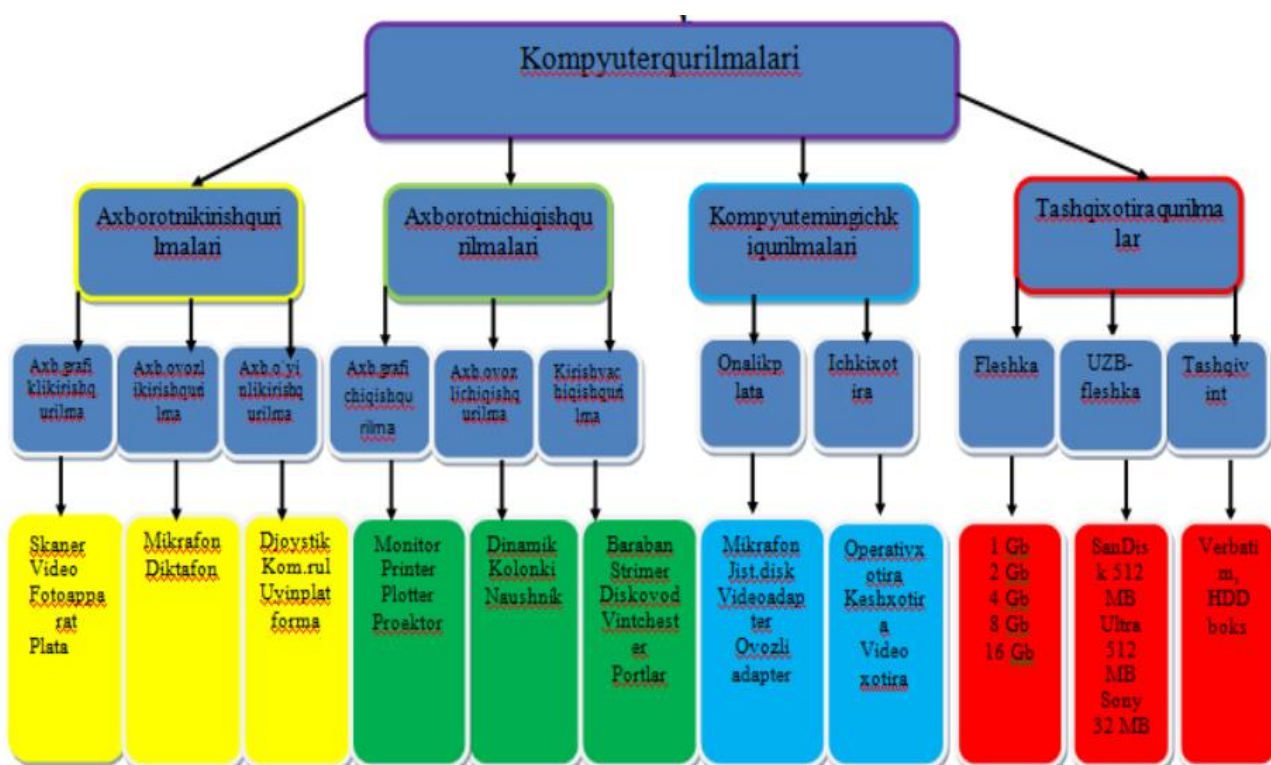 Kompyuterqurilmalari
Axborotnikirishquri
lmalari
Axborotnichiqishqu
rilmalari
Kompyuterningichk
iqurilmalari
Tashqixotiraqurilma
lar
Axb.grafi
klikirishq
urilma
Axb.ovozl
ikirishquri
lma
Axb.o'yi
nlikirishq
urilma
Axb.grafi
chiqishqu
rilma
Axb.ovoz
lichiqishq
urilma
Kirishvac
hiqishquri
lma
Onalikp
lata
Ichkixot
ira
Fleshka
UZB-
fleshka
Tashqiv
int
Skaner
Video
Fotoappa
rat
Plata
Mikrafon
Diktafon
Djoystik
Kom.rul
Uyinplat
forma
Monitor
Printer
Plotter
Proektor
Dinamik
Kolonki
Naushnik
Baraban
Strimer
Diskovod
Vintchest
er
Portlar
Mikrafon
Jist.disk
Videoadap
ter
Ovozli
adapter
Operativx
otira
Keshxotir
a
Video
xotira
1 Gb
2 Gb
4 Gb
8 Gb
16 Gb
SanDis
k 512
MB
Ultra
512
MB
Sony
32 MB
Verbati
m,
HDD
boks